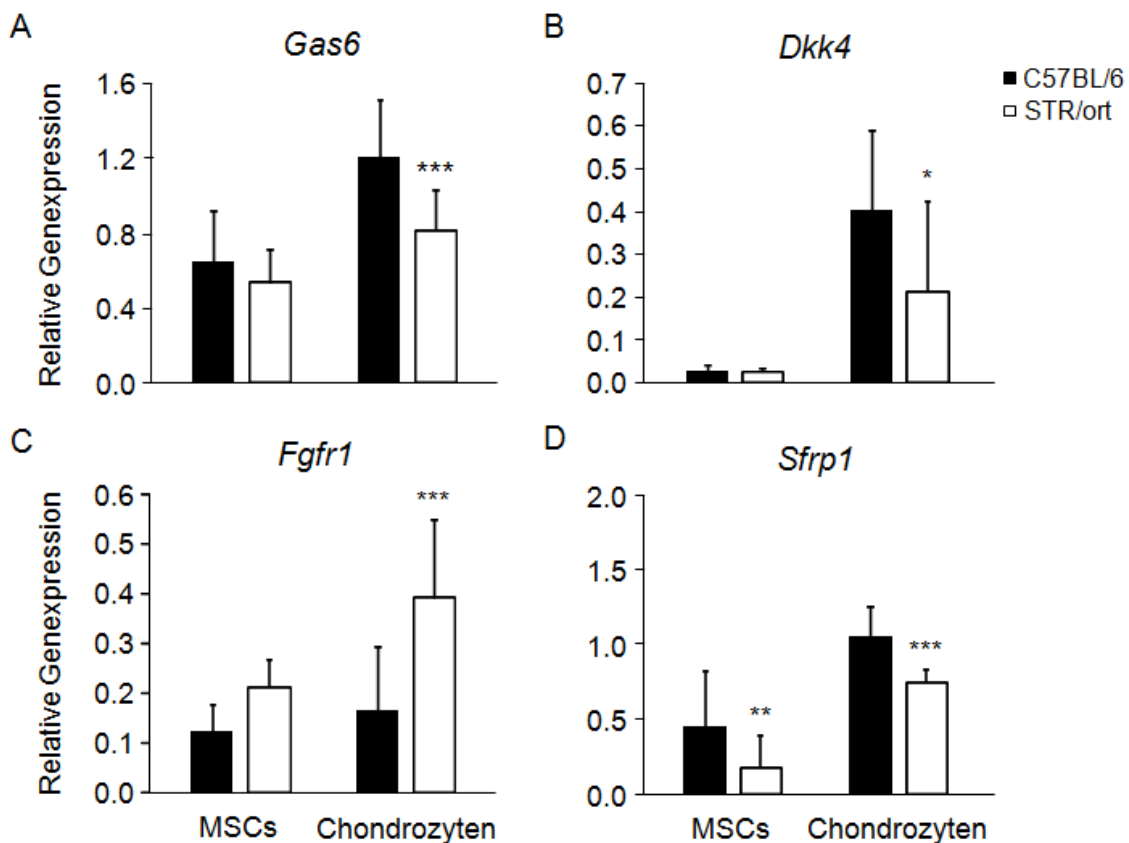 A
Gas6
Relative Genexpression
1.6
1.2
0.8
0.4
0.0
***
B
Dkk4
C57BL/6
STR/ort
0.7
0.6
0.5
0.4
0.3
0.2
0.1
0.0
*
C
Fgfr1
Relative Genexpression
0.6
0.5
0.4
0.3
0.2
0.1
0.0
***
MSCs
Chondrozyten
D
Sfrp1
2.0
1.5
1.0
0.5
0.0
**
***
MSCs
Chondrozyten